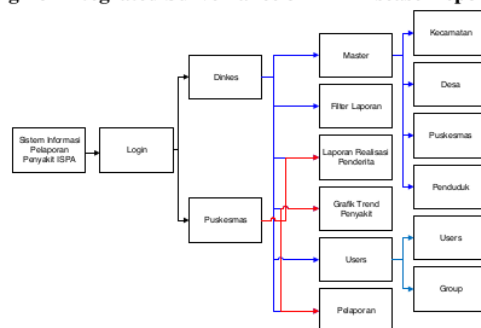 Kecamatan
Dinkes
Master
Desa
Filter Laporan
Sistem Informasi
Pelaporan
Penyakit ISPA
Login
Laporan Realisasi
Penderita
Puskesmas
Puskesmas
Grafik Trend
Penyakit
Penduduk
Users
Users
Pelaporan
Group